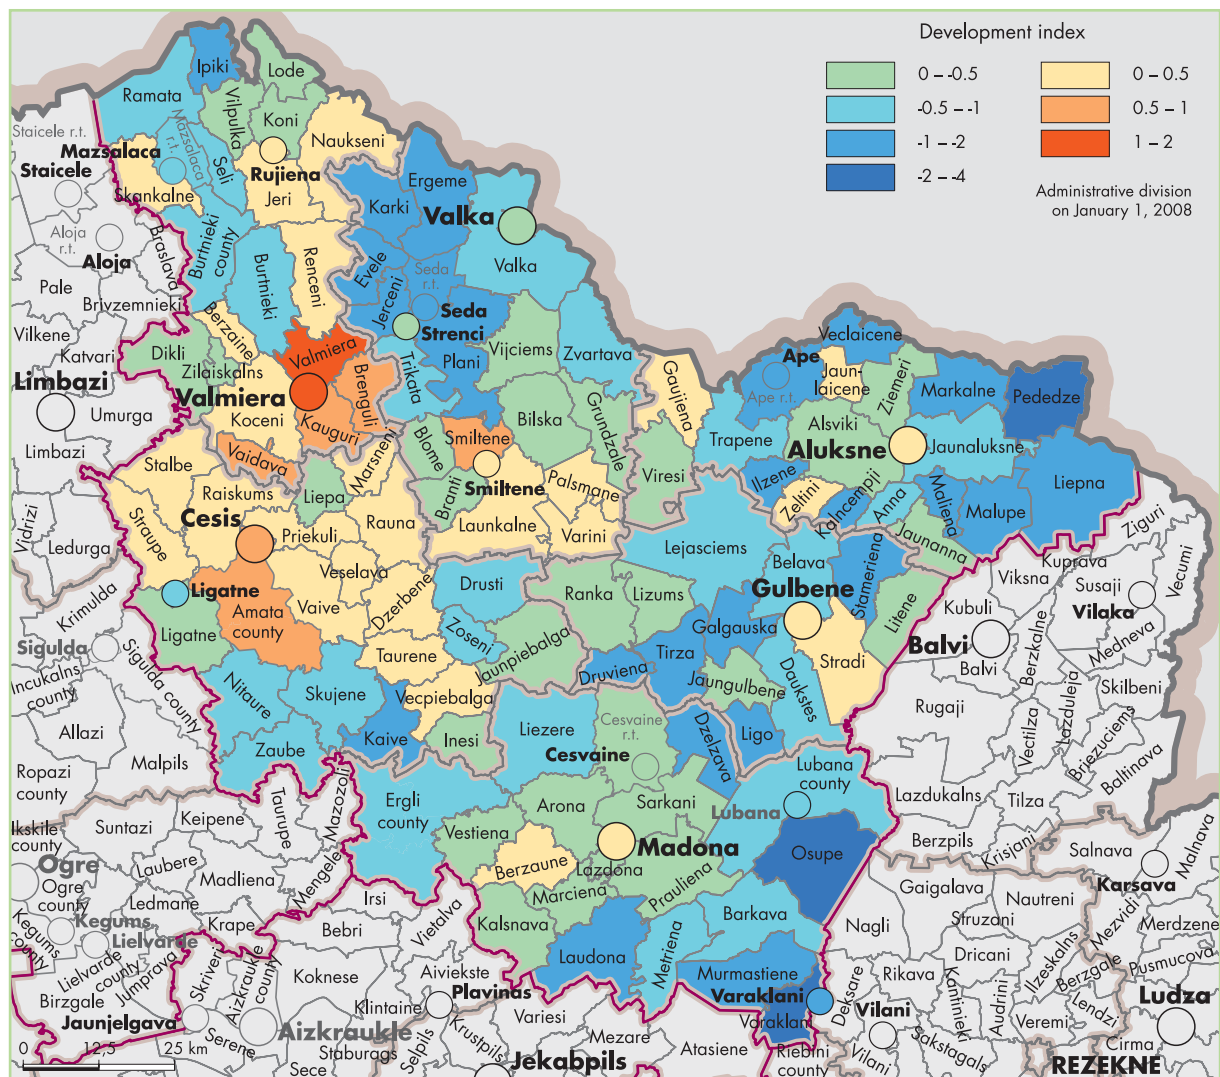 Development index
0 – -0.5
0 – 0.5
-0.5 – -1
0.5 – 1
-1 – -2
1 – 2
-2 – -4
Administrative division
on January 1, 2008
Ipiki
Lode
Ramata
Vilpulka
Koni
Naukseni
Staicele r.t.
Staicele
Mazsalaca
Mazsalaca
r.t.
Seli
Rujiena
Jeri
Skankalne
Ergeme
Karki
Valka
Valka
Aloja
r.t.
Aloja
Braslava
Burtnieki
county
Burtnieki
Renceni
Evele
Seda
r.t.
Jerceni
Seda
Strenci
Pale
Brivzemnieki
Vilkene
Katvari
Limbazi
Umurga
Limbazi
Dikli
Berzaine
Zilaiskalns
Valmiera
Valmiera
Brenguli
Koceni
Kauguri
Vaidava
Trikata
Plani
Vijciems
Zvartava
Bilska
Grundzale
Blome
Smiltene
Branti
Smiltene
Palsmane
Launkalne
Varini
Gaujiena
Viresi
Veclaicene
Ape
Ape r.t.
Jaun-
laicene
Ziemeri
Markalne
Pededze
Alsviki
Aluksne
Jaunaluksne
Trapene
Ilzene
Zeltini
Kalncempji
Anna
Maliena
Malupe
Liepna
Jaunanna
Stalbe
Raiskums
Cesis
Straupe
Liepa
Marsneni
Priekuli
Rauna
Veselava
Vaive
Dzerbene
Ligatne
Ligatne
Amata
county
Taurene
Drusti
Zoseni
Jaunpiebalga
Vecpiebalga
Nitaure
Skujene
Kaive
Inesi
Zaube
Vidrizi
Ledurga
Krimulda
Sigulda
Sigulda county
Incukalns
county
Allazi
Malpils
Ropazi
county
Lejasciems
Belava
Gulbene
Stameriena
Litene
Ranka
Lizums
Galgauska
Tirza
Druviena
Jaungulbene
Daukstes
Stradi
Ligo
Liezere
Cesvaine
r.t.
Cesvaine
Dzelzava
Lubana
county
Lubana
Osupe
Ergli
county
Arona
Sarkani
Vestiena
Madona
Berzaune
Lazdona
Marciena
Prauliena
Kalsnava
Laudona
Metriena
Barkava
Murmastiene
Varaklani
Varaklani
Ziguri
Kuprava
Viksna
Susaji
Vecumi
Vilaka
Kubuli
Balvi
Balvi
Medneva
Berzkalne
Skilbeni
Rugaji
Vectilza
Lazduleja
Briezuciems
Baltinava
Lazdukalns
Tilza
Berzpils
Krisjani
Salnava
Karsava
Malnava
Gaigalava
Nautreni
Struzani
Mezvidi
Merdzene
Nagli
Dricani
Ilzeskalns
Berzgale
Pusmucova
Rikava
Kantinieki
Audrini
Lendzi
Veremi
Ludza
Cirma
REZEKNE
Deksare
Vilani
Vilani
Sakstagals
Riebini
county
Atasiene
Mezare
Variesi
Jekabpils
Krustpils
Selpils
Plavinas
Aiviekste
Klintaine
Koknese
Vietalva
Irsi
Bebri
Aizkraukle
Aizkraukle
county
Staburags
Sece
Serene
Skriveri
Jaunjelgava
Jumprava
Lielvarde
county
Birzgale
Kegums
county
Kegums
Lielvarde
Krape
Ledmane
Ogre
Ogre
county
Ikskile
county
Suntazi
Keipene
Taurupe
Mazozoli
Laubere
Madliena
Mengele
0
12,5
25 km